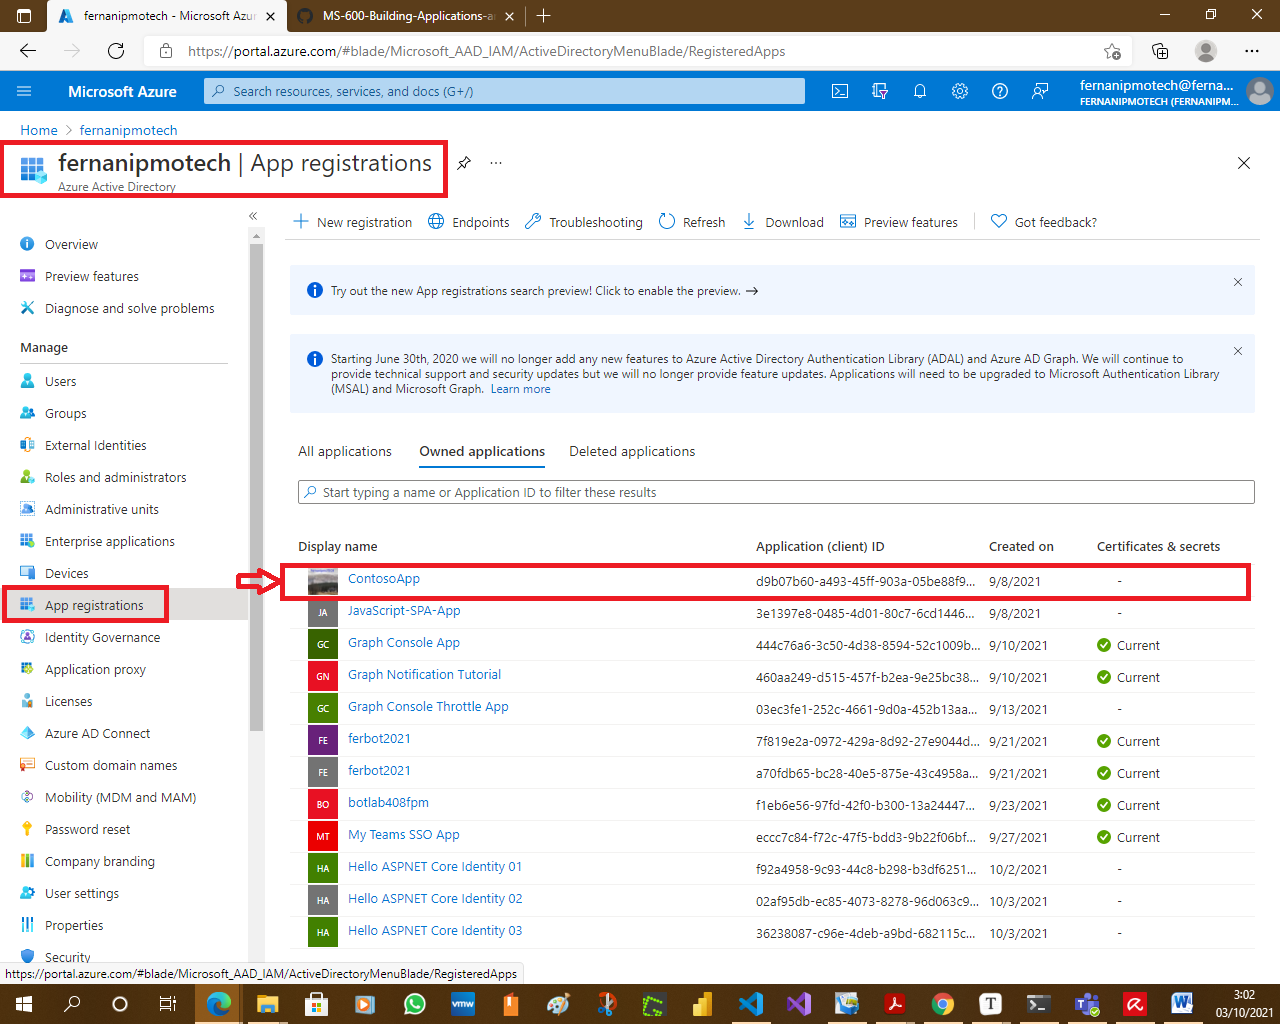 fernanipmotech - Microsoft Azur
MS-600-Building-Applications-a
https://portal.azure.com/#blade/Microsoft_AAD_IAM/ActiveDirectoryMenuBlade/RegisteredApps
Microsoft Azure
Search resources, services, and docs (G+/)
fernanipmotech@ferna...
FERNANIPMOTECH (FERNANIPM...
Home > fernanipmotech
fernanipmotech | App registrations
Azure Active Directory
New registration
Endpoints
Troubleshooting
Refresh
Download
Preview features
Got feedback?
Overview
Preview features
Diagnose and solve problems
Manage
Users
Groups
External Identities
Roles and administrators
Administrative units
Enterprise applications
Devices
App registrations
Identity Governance
Application proxy
Licenses
Azure AD Connect
Custom domain names
Mobility (MDM and MAM)
Password reset
Company branding
User settings
Properties
Security
Try out the new App registrations search preview! Click to enable the preview. →
Starting June 30th, 2020 we will no longer add any new features to Azure Active Directory Authentication Library (ADAL) and Azure AD Graph. We will continue to
provide technical support and security updates but we will no longer provide feature updates. Applications will need to be upgraded to Microsoft Authentication Library
(MSAL) and Microsoft Graph. Learn more
All applications
Owned applications
Deleted applications
Start typing a name or Application ID to filter these results
Display name Application (client) ID Created on Certificates & secrets
ContosoApp d9b07b60-a493-45ff-903a-05be88f9... 9/8/2021 -
JA JavaScript-SPA-App 3e1397e8-0485-4d01-80c7-6cd1446... 9/8/2021 -
GC Graph Console App 444c76a6-3c50-4d38-8594-52c1009b... 9/10/2021 Current
GN Graph Notification Tutorial 460aa249-d515-457f-b2ea-9e25bc38... 9/10/2021 Current
GC Graph Console Throttle App 03ec3fe1-252c-4661-9d0a-452b13aa... 9/13/2021 -
FE ferbot2021 7f819e2a-0972-429a-8d92-27e9044d... 9/21/2021 Current
FE ferbot2021 a70fdb65-bc28-40e5-875e-43c4958a... 9/21/2021 Current
BO botlab408fpm f1eb6e56-97fd-42f0-b300-13a24447... 9/23/2021 Current
MT My Teams SSO App eccc7c84-f72c-47f5-bdd3-9b22f06bf... 9/27/2021 Current
HA Hello ASPNET Core Identity 01 f92a4958-9c93-44c8-b298-b3df6251... 10/2/2021 -
HA Hello ASPNET Core Identity 02 02af95db-ec85-4073-8278-96d063c9... 10/3/2021 -
HA Hello ASPNET Core Identity 03 36238087-c96e-4deb-a9bd-682115c... 10/3/2021 -
https://portal.azure.com/#blade/Microsoft_AAD_IAM/ActiveDirectoryMenuBlade/RegisteredApps
vmw
3:02
03/10/2021